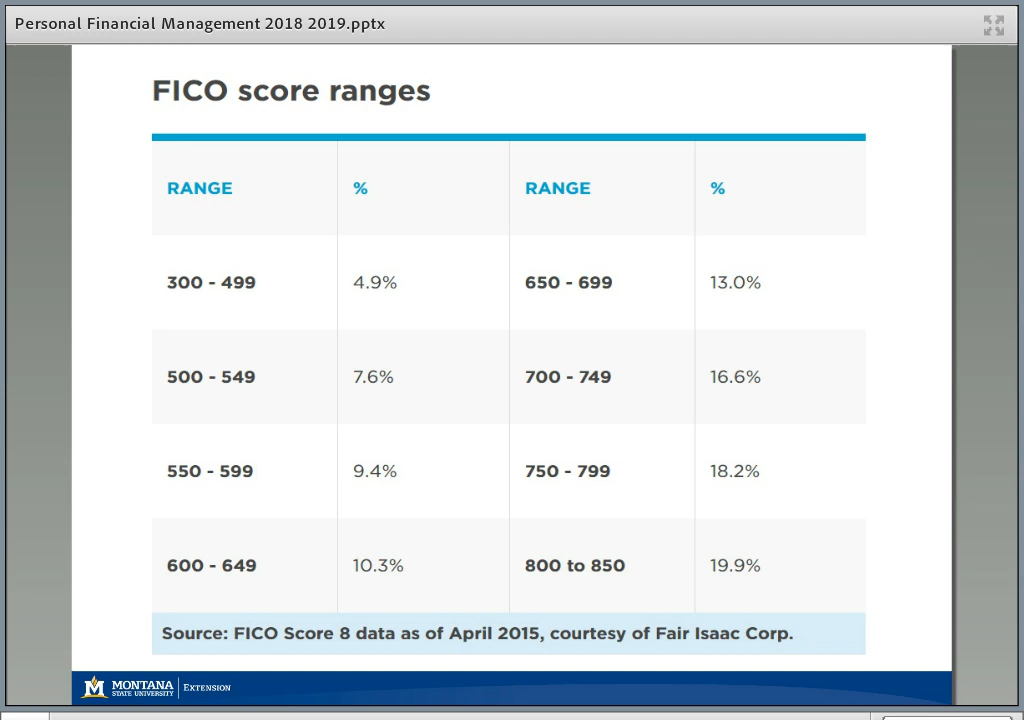 Personal Financial Management 2018 2019.pptx
FICO score ranges
RANGE % RANGE %
300 - 499 4.9% 650 - 699 13.0%
500 - 549 7.6% 700 - 749 16.6%
550 - 599 9.4% 750 - 799 18.2%
600 - 649 10.3% 800 to 850 19.9%
Source: FICO Score 8 data as of April 2015, courtesy of Fair Isaac Corp.
MONTANA
STATE UNIVERSITY
EXTENSION